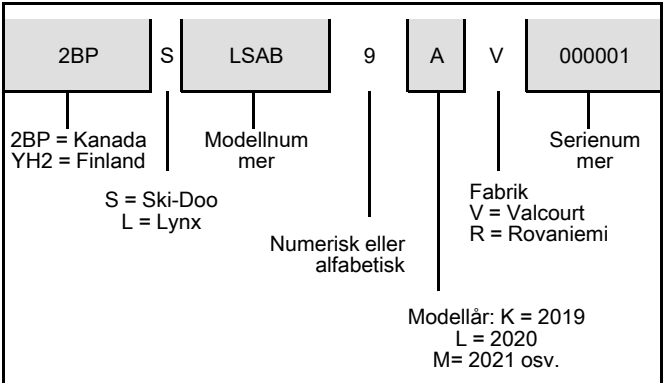 2BP S LSAB 9 A V 000001
2BP = Kanada
YH2 = Finland
Modellnum
mer
Serienum
mer
S = Ski-Doo
L = Lynx
Fabrik
V = Valcourt
R = Rovaniemi
Numerisk eller
alfabetisk
Modellår: K = 2019
L = 2020
M= 2021 osv.